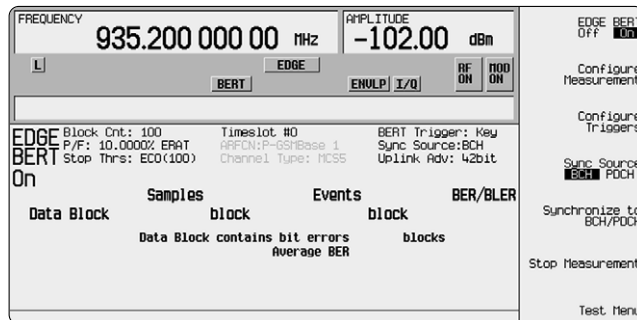 FREQUENCY
935.200 000 00 MHz
AMPLITUDE
-102.00 dBm
L
EDGE
BERT
ENVLP
I/Q
RF ON
MOD ON
EDGE BERT On
Block Cnt: 100
P/F: 10.0000% ERAT
Stop Thrs: ECO(100)
Timeslot #0
ARFCN:P-GSMBase 1
Channel Type: MCS5
BERT Trigger: Key
Sync Source:BCH
Uplink Adv: 42bit
Samples Events BER/BLER
Data Block block block
Data Block contains bit errors blocks
Average BER
EDGE BERT
Off On
Configure
Measurement
Configure
Triggers
Sync Source
BCH PDCH
Synchronize to
BCH/PDCH
Stop Measurement
Test Menu